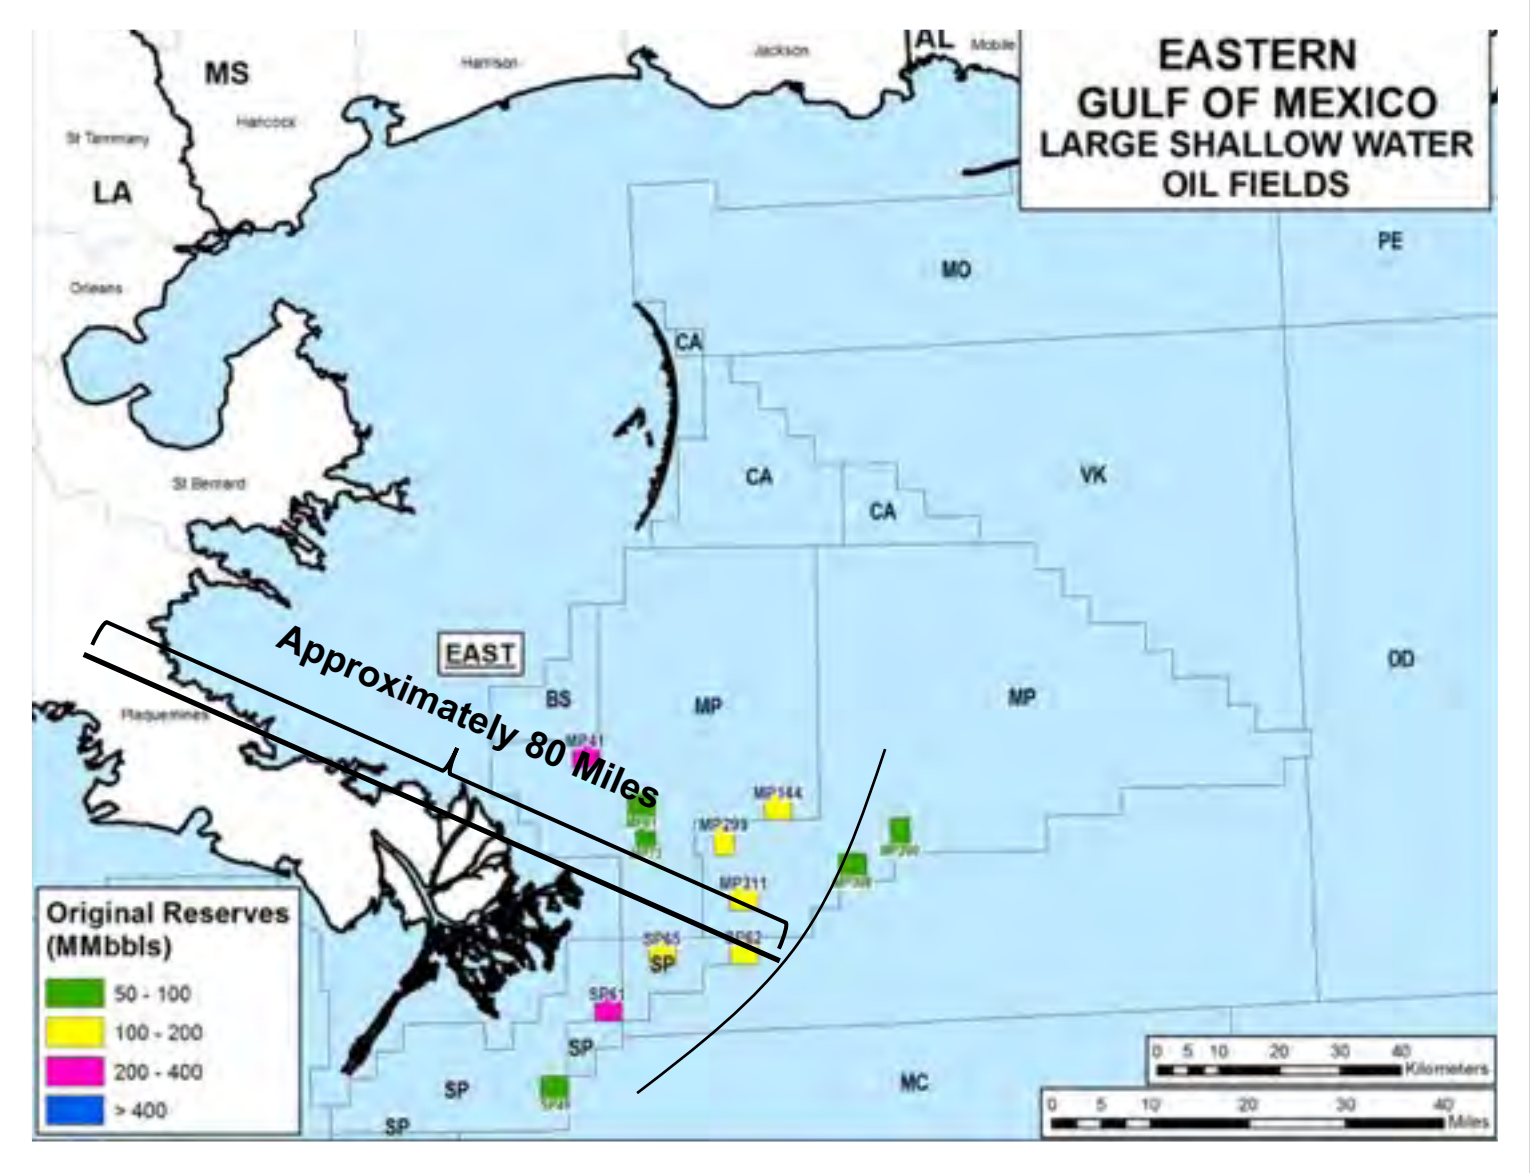 EASTERN
GULF OF MEXICO
LARGE SHALLOW WATER
OIL FIELDS
MS
Harrison
Jackson
AL
Mobile
Hancock
St Tammany
LA
Orleans
St Bernard
Plaquemines
PE
MO
CA
CA
CA
VK
OD
EAST
Approximately 80 Miles
BS
MP
MP
MP41
MP144
MP299
MP311
SP65
SP62
SP
SP61
SP
SP
SP
MC
Original Reserves
(MMbbls)
50 - 100
100 - 200
200 - 400
> 400
0 5 10 20 30 40
Kilometers
0 5 10 20 30 40
Miles